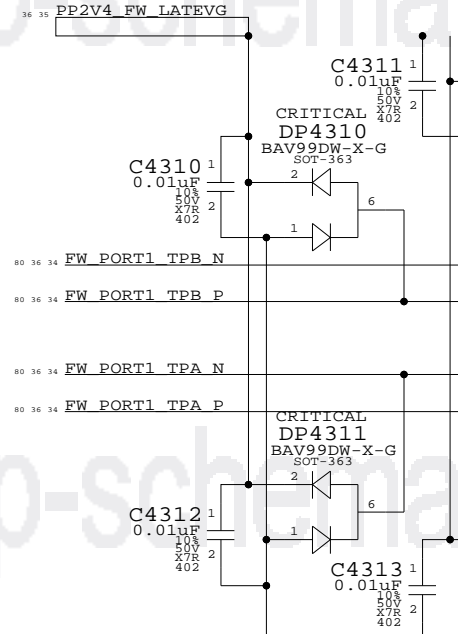 36 35 PP2V4_FW_LATEVG
C4311 1
0.01uF
10%
50V
X7R 2
402
CRITICAL
DP4310
BAV99DW-X-G
SOT-363
C4310 1
0.01uF
10%
50V
X7R 2
402
2
6
1
80 36 34 FW_PORT1_TPB_N
80 36 34 FW_PORT1_TPB_P
80 36 34 FW_PORT1_TPA_N
80 36 34 FW_PORT1_TPA_P
CRITICAL
DP4311
BAV99DW-X-G
SOT-363
2
6
1
C4312 1
0.01uF
10%
50V
X7R 2
402
C4313 1
0.01uF
10%
50V
X7R 2
402
p-schema
p-schema